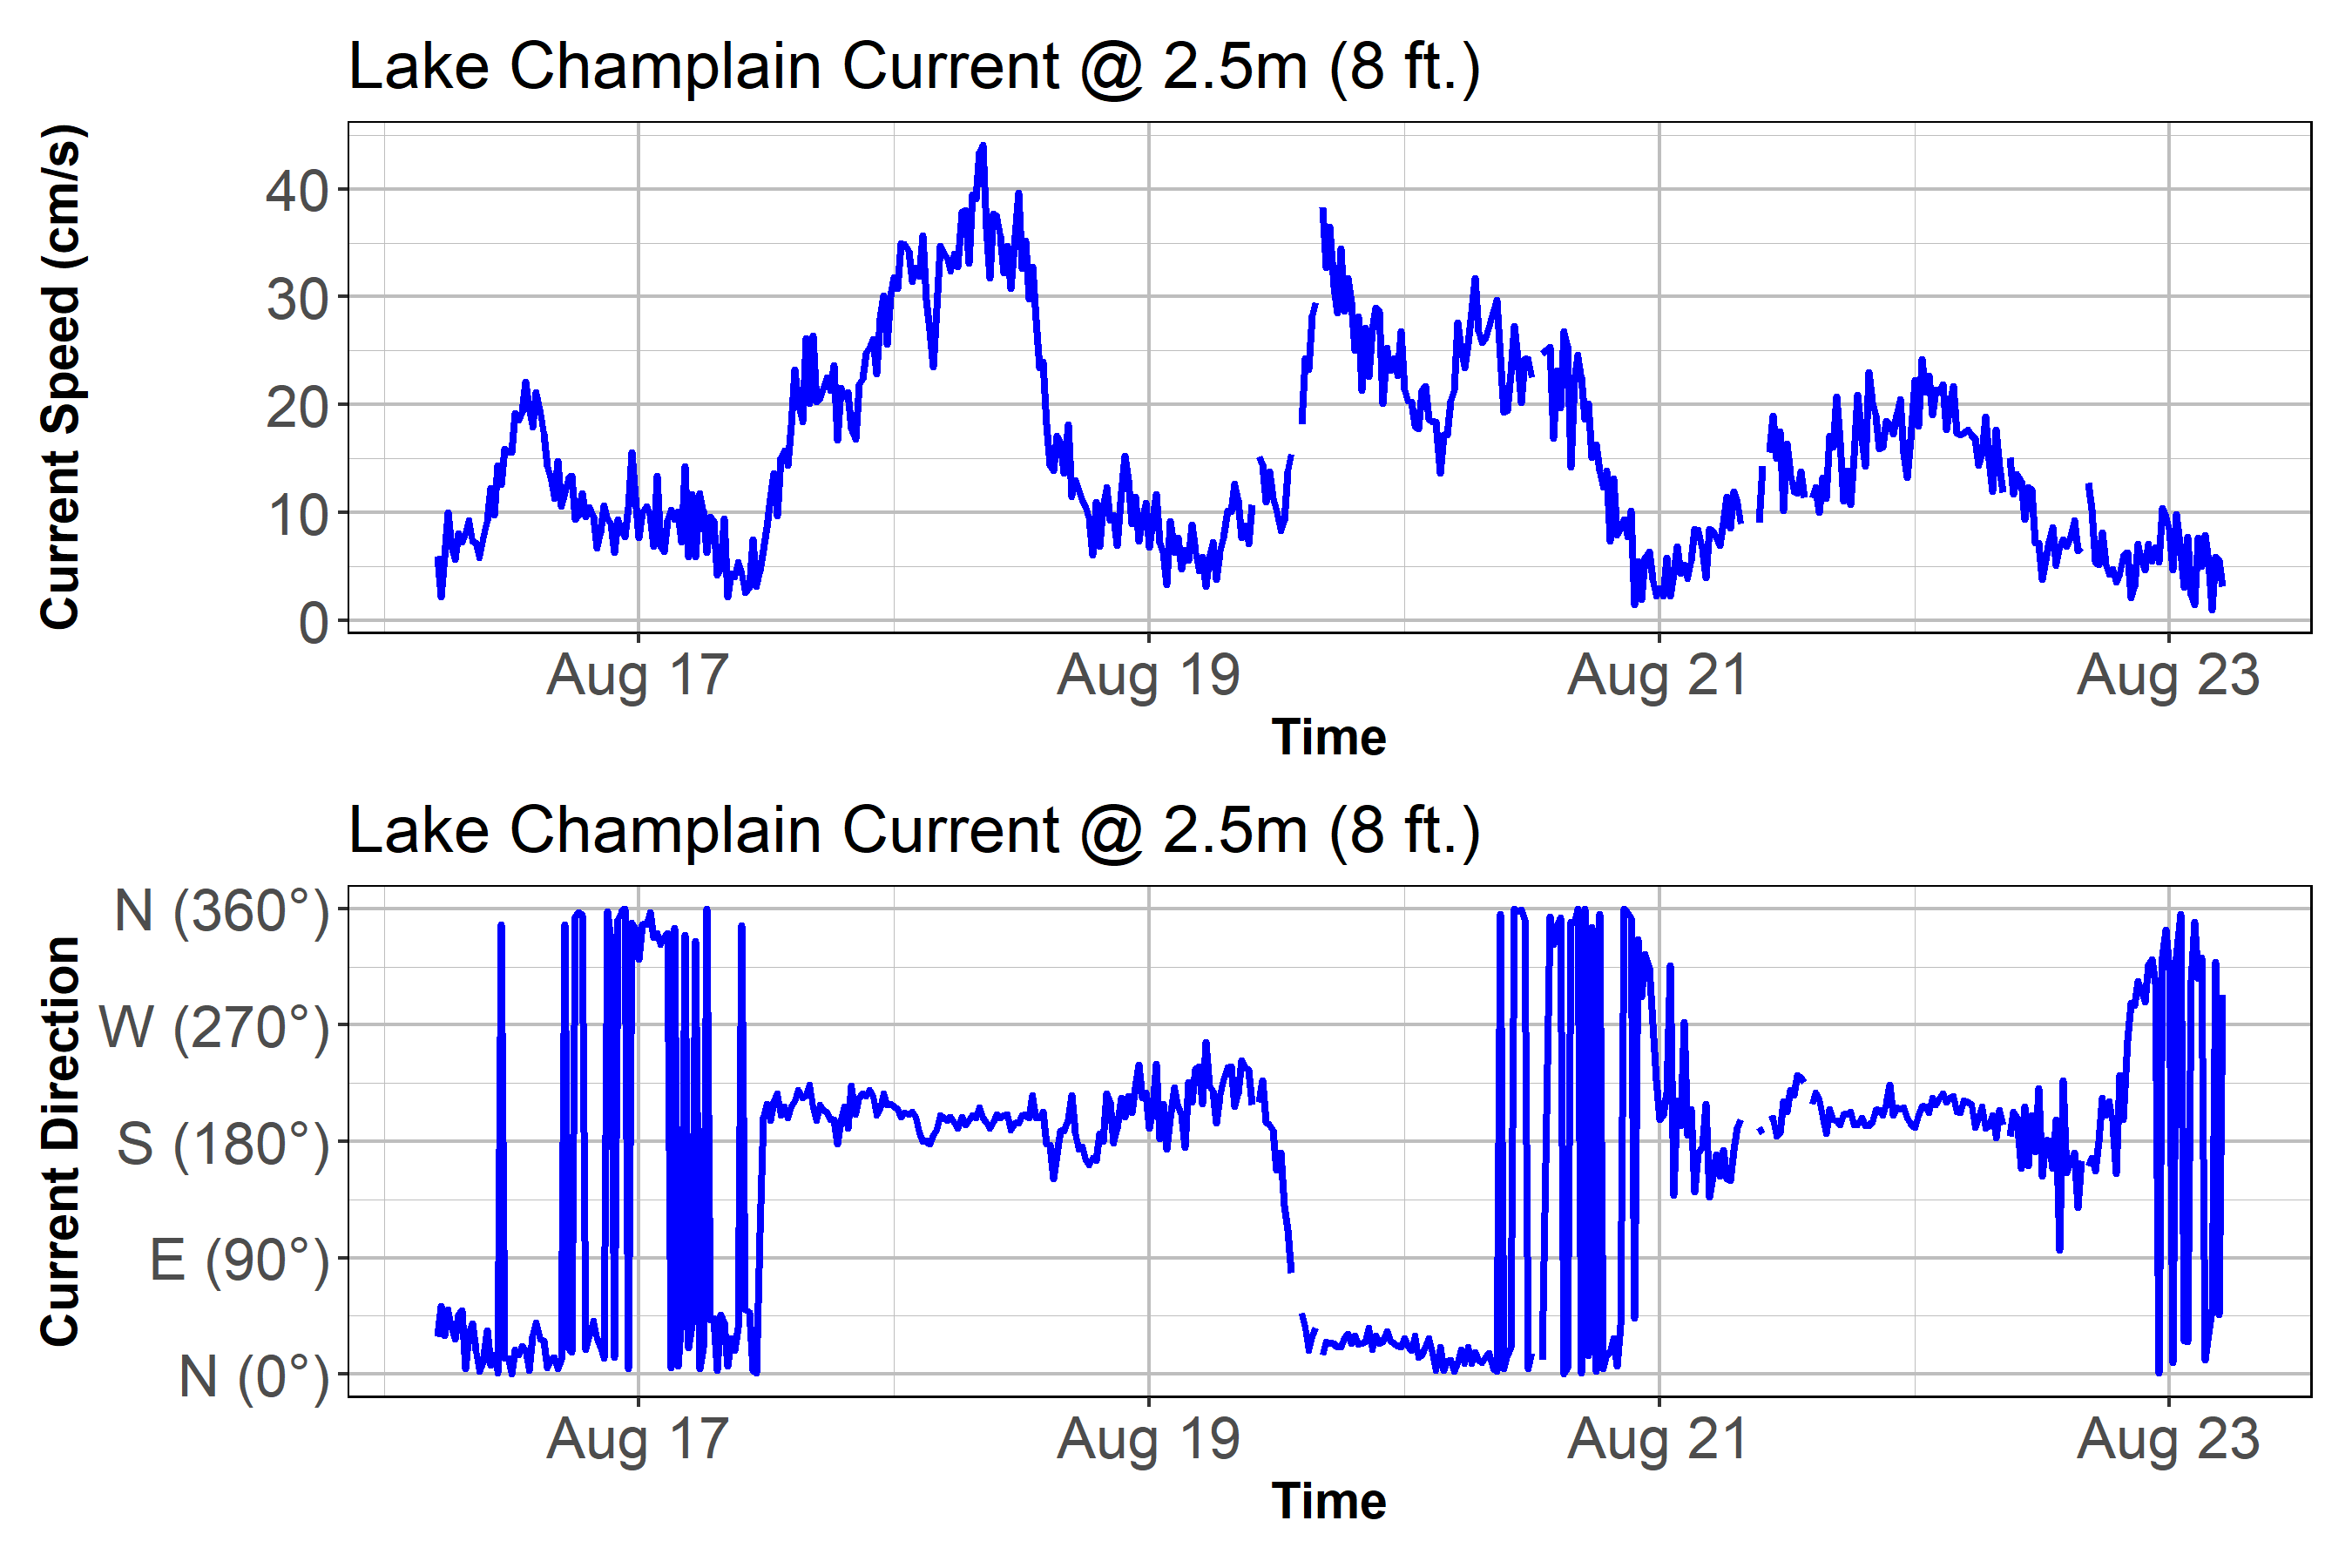 Lake Champlain Current @ 2.5m (8 ft.)
Current Speed (cm/s)
40
30
20
10
0
Aug 17 Aug 19 Aug 21 Aug 23
Time
Lake Champlain Current @ 2.5m (8 ft.)
Current Direction
N (360°)
W (270°)
S (180°)
E (90°)
N (0°)
Aug 17 Aug 19 Aug 21 Aug 23
Time